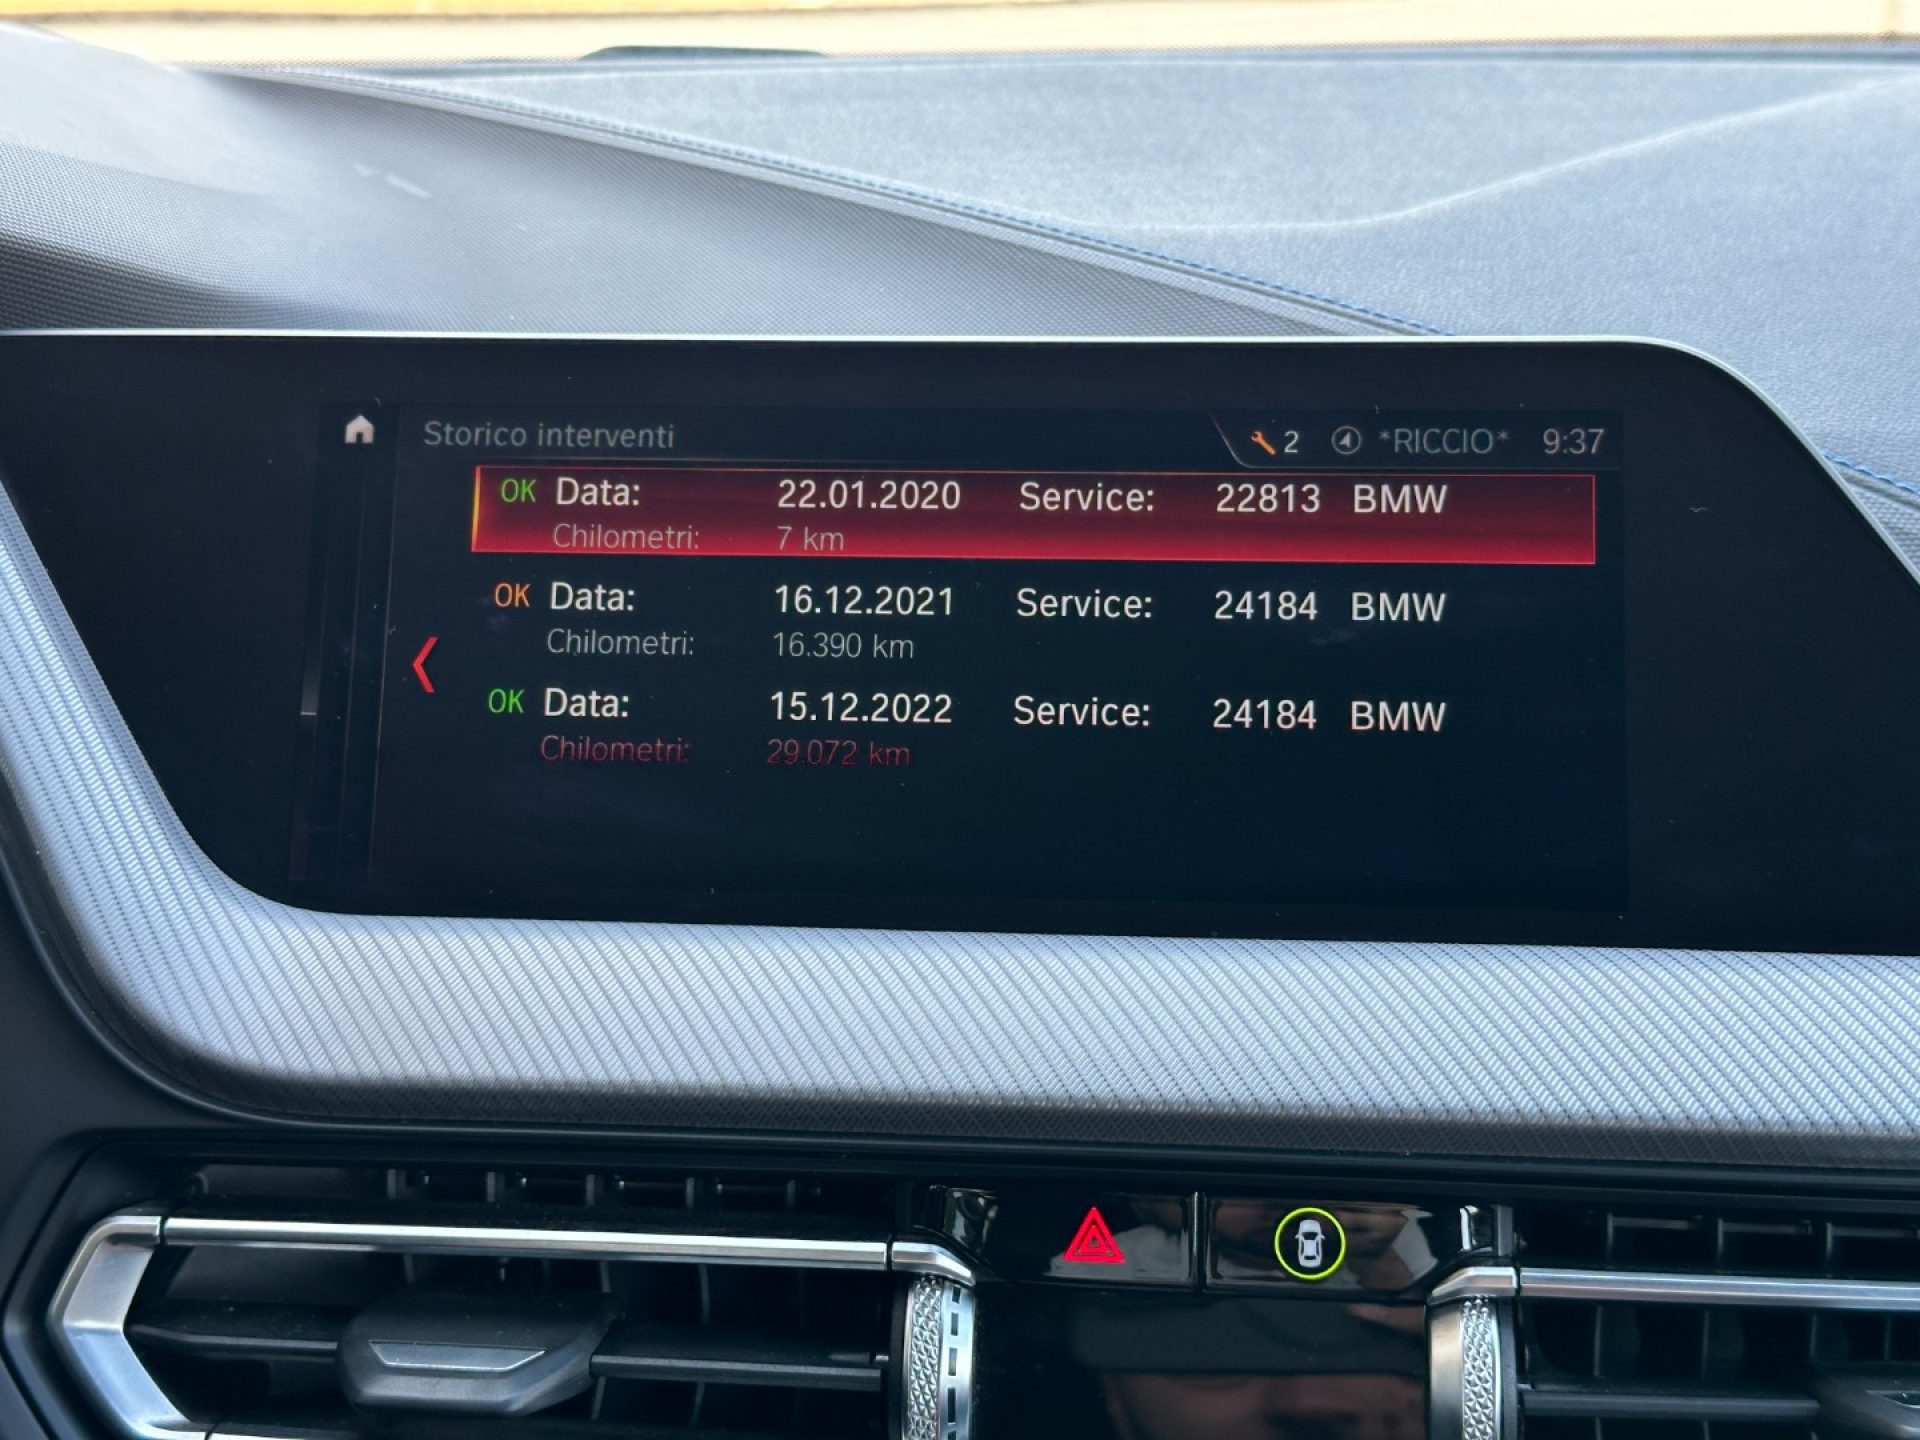 Storico interventi 2 *RICCIO* 9:37
OK Data: 22.01.2020 Service: 22813 BMW
Chilometri: 7 km
OK Data: 16.12.2021 Service: 24184 BMW
Chilometri: 16.390 km
OK Data: 15.12.2022 Service: 24184 BMW
Chilometri: 29.072 km